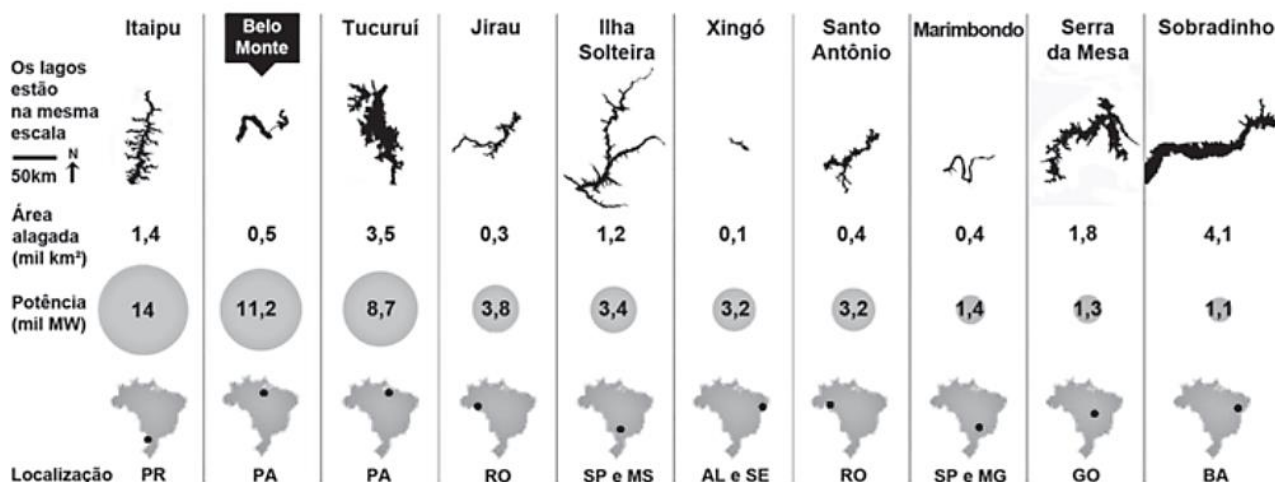 Itaipu Belo Tucuruí Jirau Ilha Xingó Santo Marimbondo Serra Sobradinho
Monte Solteira Antônio da Mesa
Os lagos
estão
na mesma
escala
N
50km
Área
alagada 1,4 0,5 3,5 0,3 1,2 0,1 0,4 0,4 1,8 4,1
(mil km²)
Potência 14 11,2 8,7 3,8 3,4 3,2 3,2 1,4 1,3 1,1
(mil MW)
Localização PR PA PA RO SP e MS AL e SE RO SP e MG GO BA